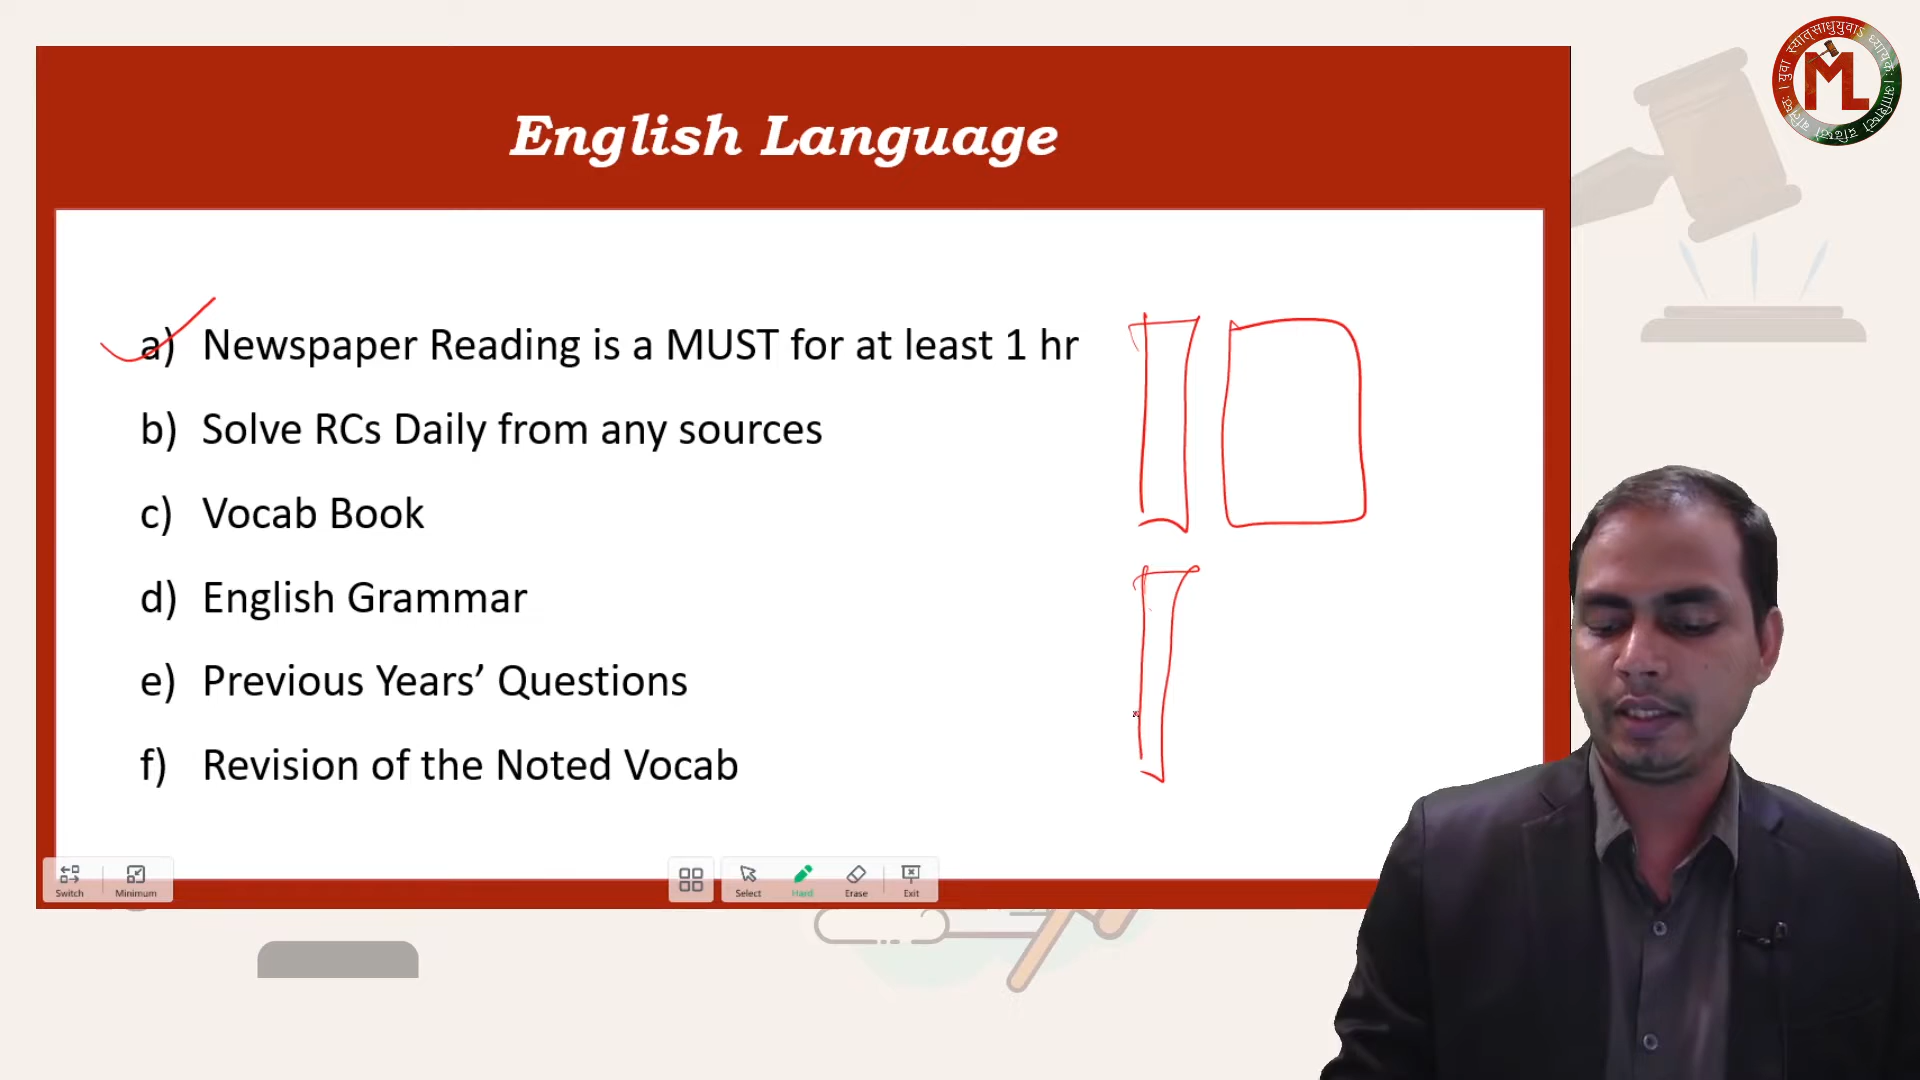 English Language
a) Newspaper Reading is a MUST for at least 1 hr
b) Solve RCs Daily from any sources
c) Vocab Book
d) English Grammar
e) Previous Years’ Questions
f) Revision of the Noted Vocab
Switch
Minimum
Select
Hard
Erase
Exit
ML